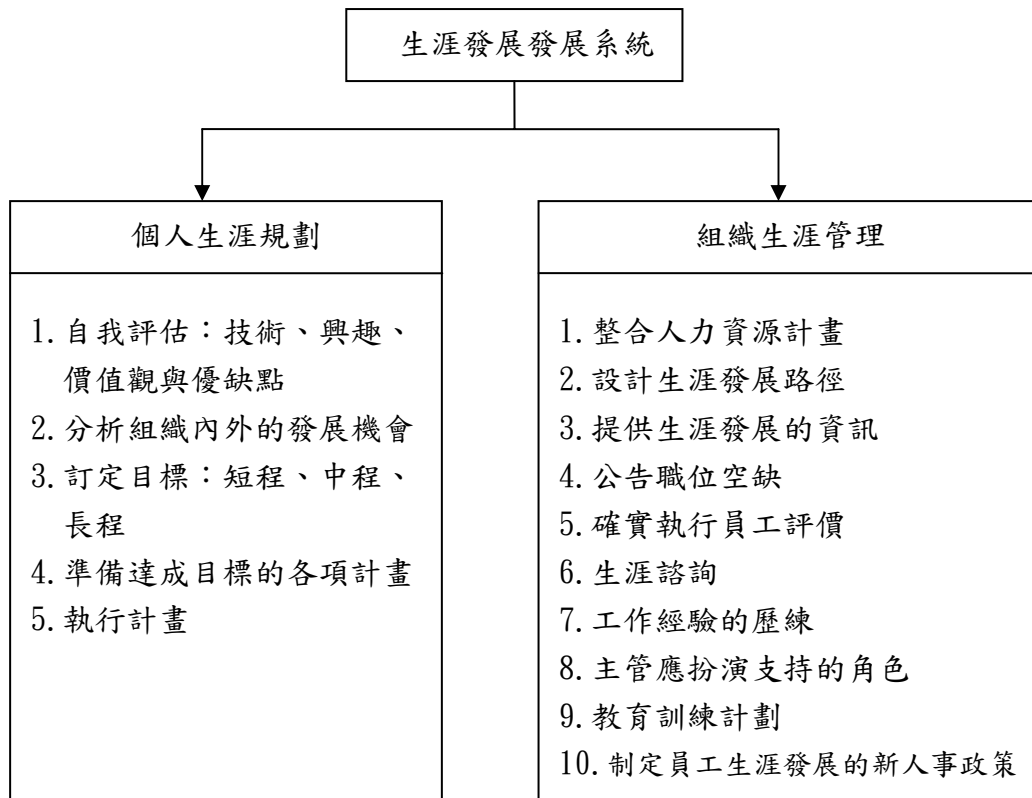 生涯發展發展系統
個人生涯規劃
1.自我評估：技術、興趣、
價值觀與優缺點
2.分析組織內外的發展機會
3.訂定目標：短程、中程、
長程
4.準備達成目標的各項計畫
5.執行計畫
組織生涯管理
1.整合人力資源計畫
2.設計生涯發展路徑
3.提供生涯發展的資訊
4.公告職位空缺
5.確實執行員工評價
6.生涯諮詢
7.工作經驗的歷練
8.主管應扮演支持的角色
9.教育訓練計劃
10.制定員工生涯發展的新人事政策